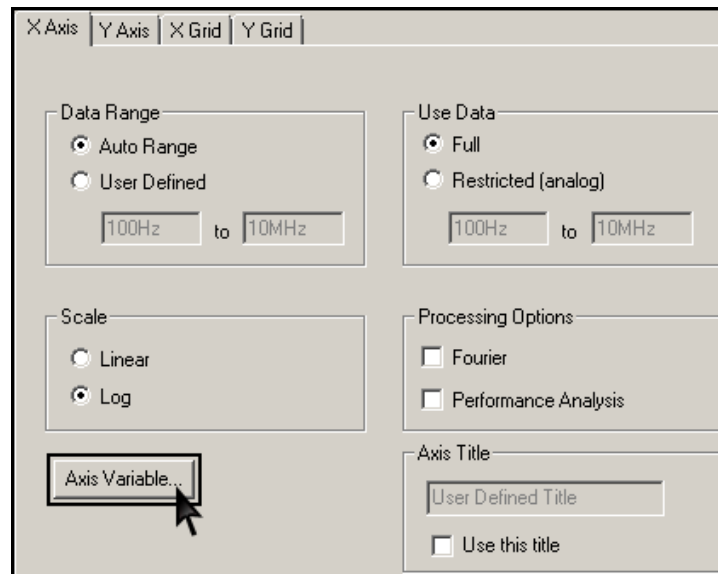 X Axis Y Axis X Grid Y Grid
Data Range
Auto Range
User Defined
100Hz to 10MHz
Use Data
Full
Restricted (analog)
100Hz to 10MHz
Scale
Linear
Log
Processing Options
Fourier
Performance Analysis
Axis Variable...
Axis Title
User Defined Title
Use this title